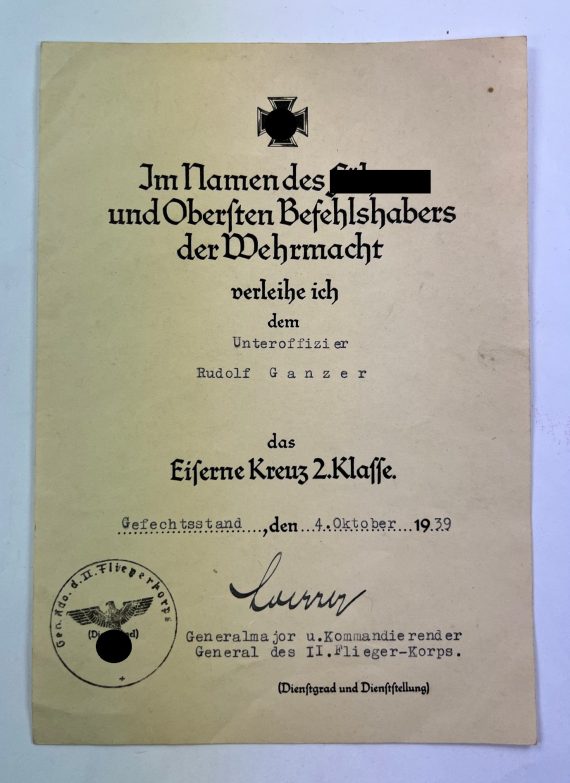 Im Namen des
und Oberſten Befehlshabers
der Wehrmacht
verleihe ich
dem
Unteroffizier
Rudolf G a n z e r
das
Eiſerne Kreuz 2. Klaſſe.
Gefechtsstand, den 4.Oktober 1939
Gen.Kdo. d. II. Fliegerkorps
Generalmajor u.Kommandierender
General des II.Flieger-Korps.
(Dienſtgrad und Dienſtſtellung)